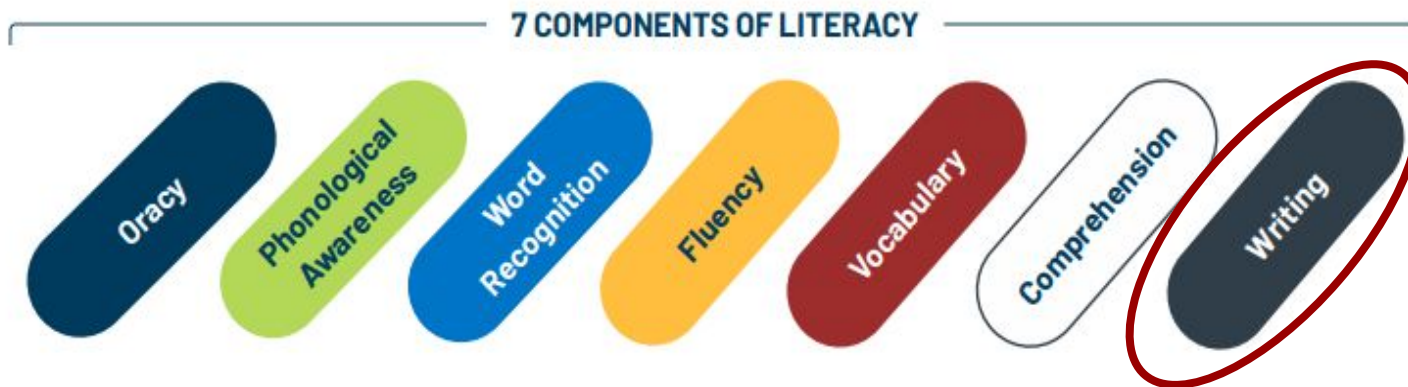 7 COMPONENTS OF LITERACY
Oracy
Phonological
Awareness
Word
Recognition
Fluency
Vocabulary
Comprehension
Writing